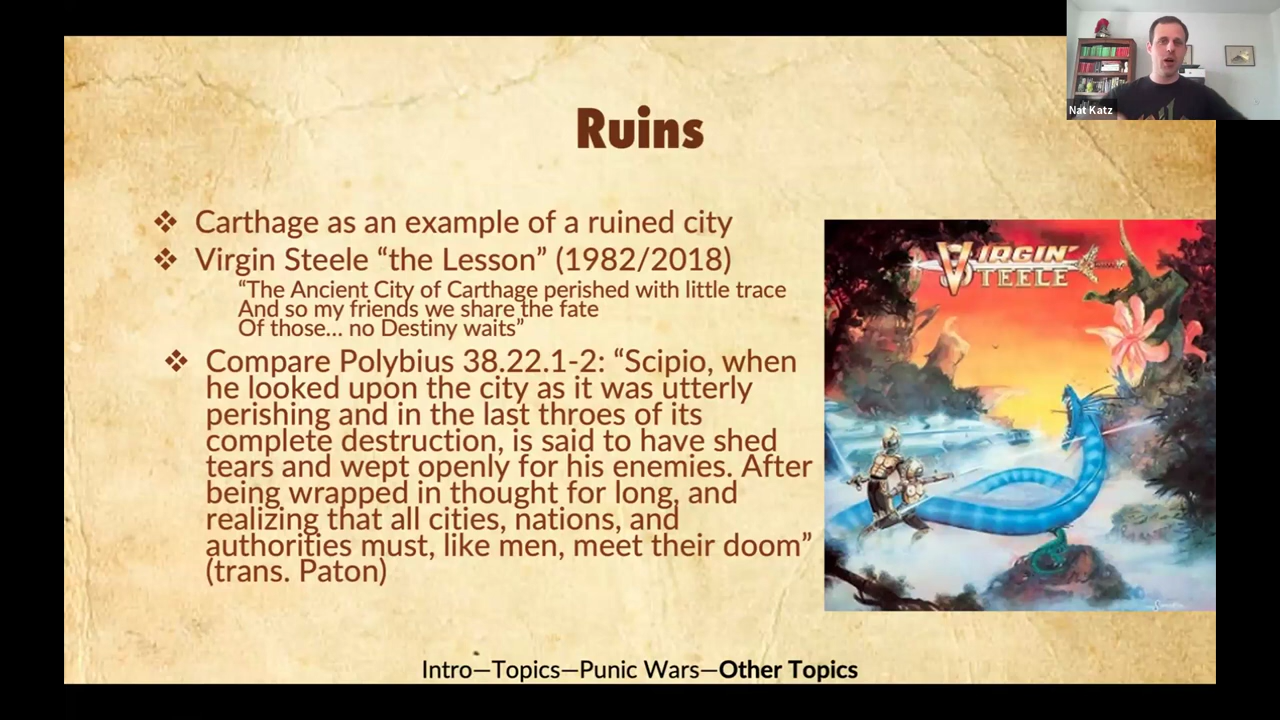 Nat Katz
Ruins
❖ Carthage as an example of a ruined city
❖ Virgin Steele “the Lesson” (1982/2018)
“The Ancient City of Carthage perished with little trace
And so my friends we share the fate
Of those... no Destiny waits”
❖ Compare Polybius 38.22.1-2: “Scipio, when
he looked upon the city as it was utterly
perishing and in the last throes of its
complete destruction, is said to have shed
tears and wept openly for his enemies. After
being wrapped in thought for long, and
realizing that all cities, nations, and
authorities must, like men, meet their doom”
(trans. Paton)
VIRGIN
STEELE
Intro—Topics—Punic Wars—Other Topics